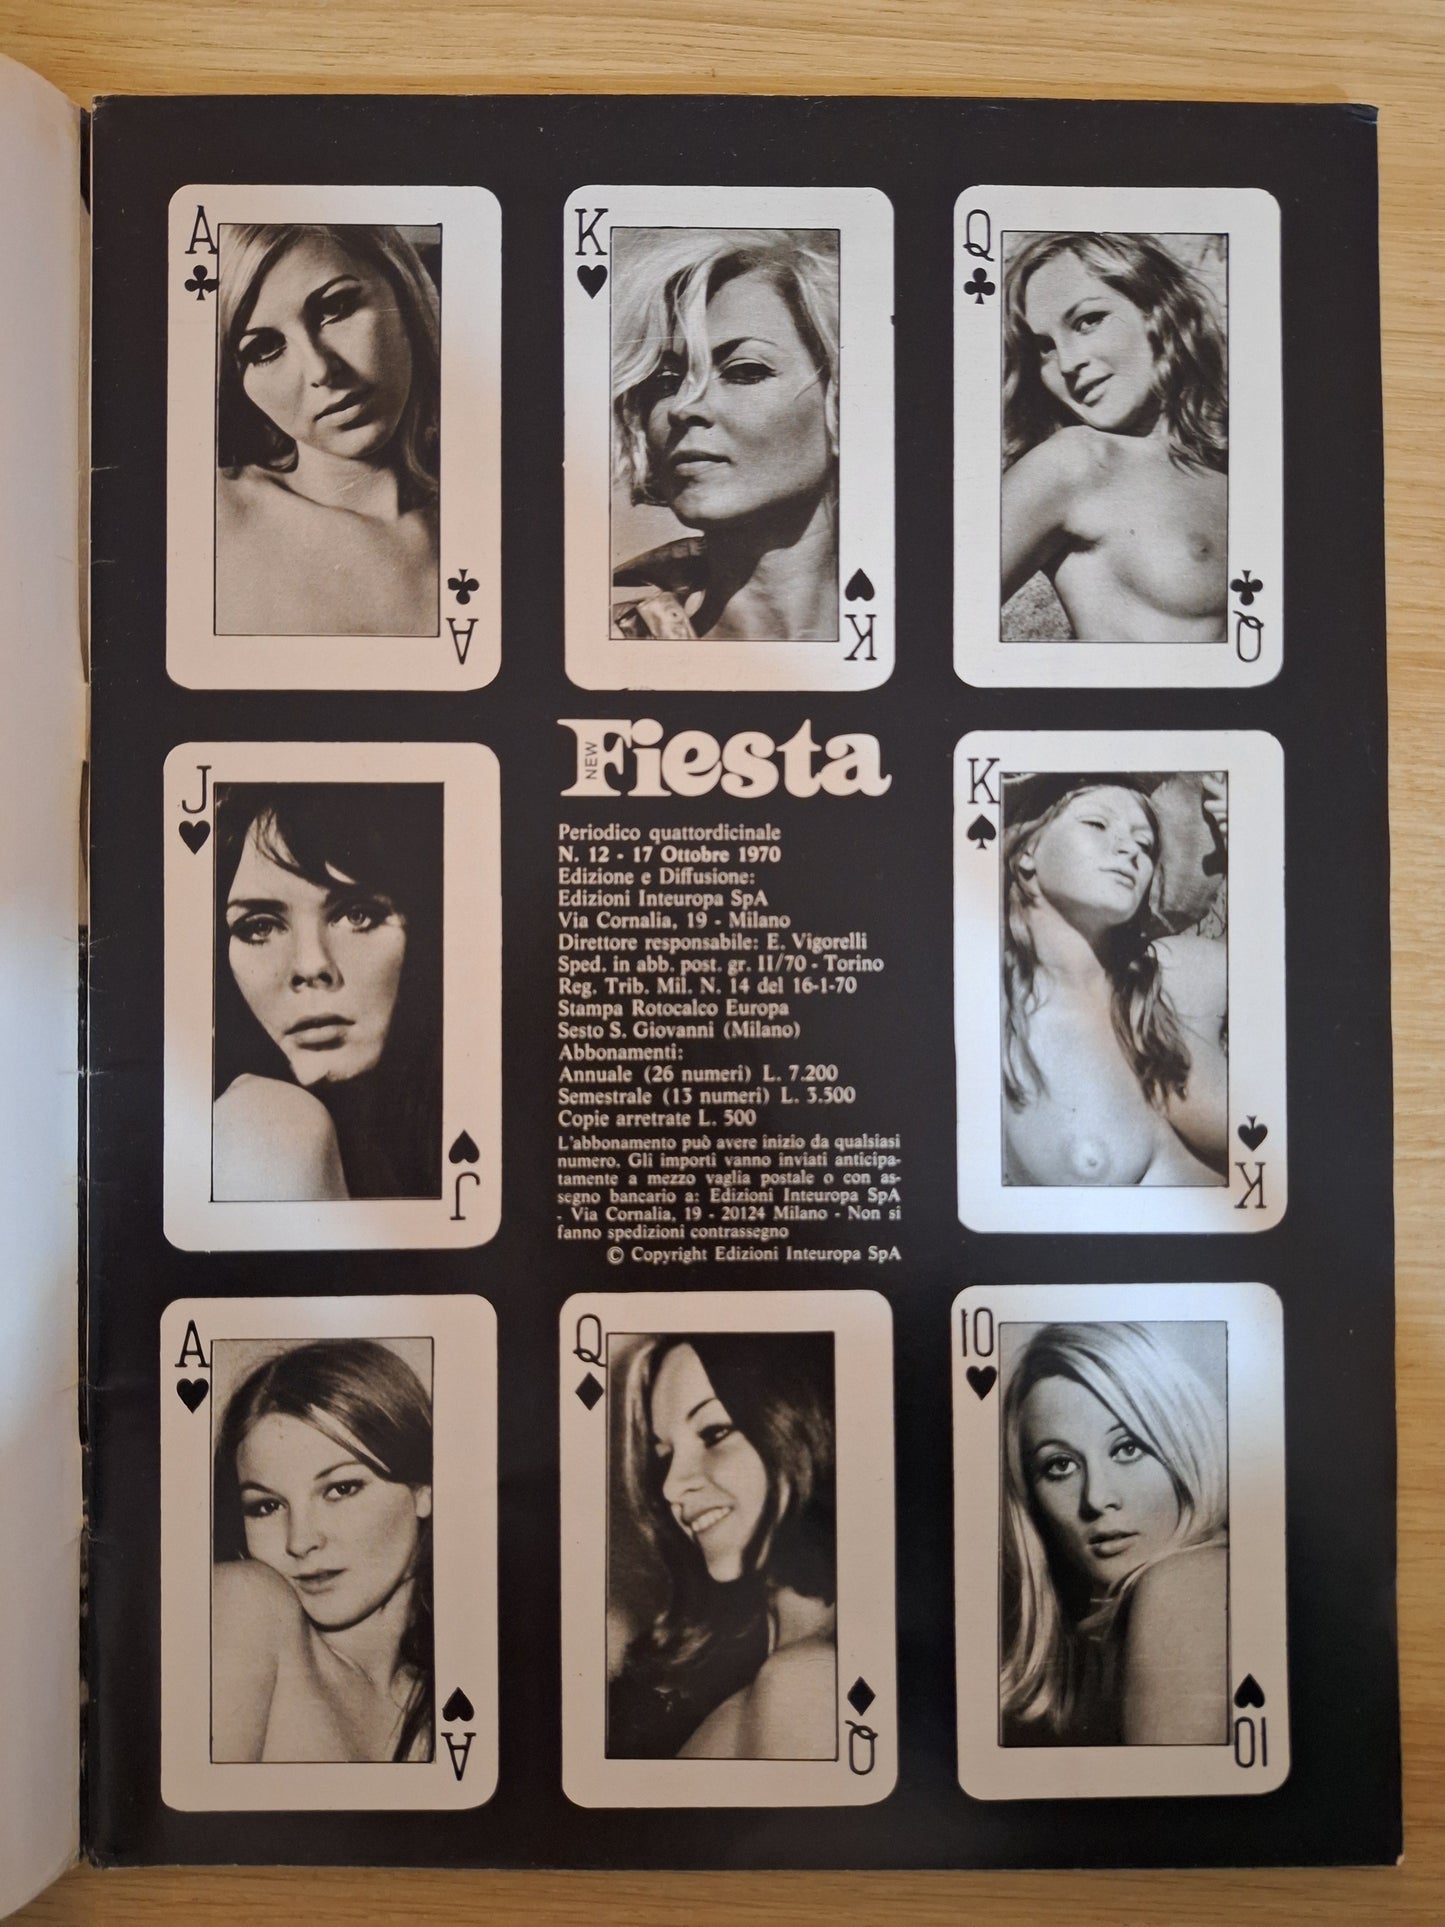 A
A
K
K
Q
Q
NEW Fiesta
Periodico quattordicinale
N. 12 - 17 Ottobre 1970
Edizione e Diffusione:
Edizioni Inteuropa SpA
Via Cornalia, 19 - Milano
Direttore responsabile: E. Vigorelli
Sped. in abb. post. gr. II/70 - Torino
Reg. Trib. Mil. N. 14 del 16-1-70
Stampa Rotocalco Europa
Sesto S. Giovanni (Milano)
Abbonamenti:
Annuale (26 numeri) L. 7.200
Semestrale (13 numeri) L. 3.500
Copie arretrate L. 500
L'abbonamento può avere inizio da qualsiasi
numero. Gli importi vanno inviati anticipa-
tamente a mezzo vaglia postale o con as-
segno bancario a: Edizioni Inteuropa SpA
- Via Cornalia, 19 - 20124 Milano - Non si
fanno spedizioni contrassegno
© Copyright Edizioni Inteuropa SpA
J
J
K
K
A
A
Q
Q
10
10